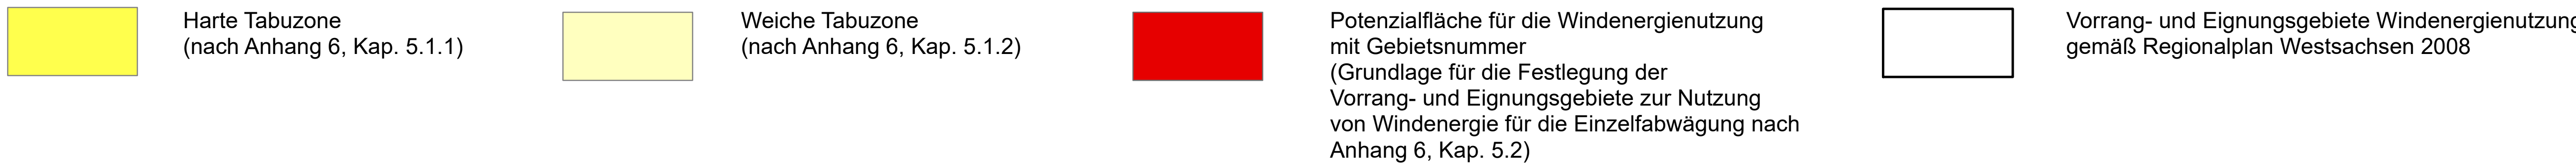 Harte Tabuzone
(nach Anhang 6, Kap. 5.1.1)
Weiche Tabuzone
(nach Anhang 6, Kap. 5.1.2)
Potenzialfläche für die Windenergienutzung
mit Gebietsnummer
(Grundlage für die Festlegung der
Vorrang- und Eignungsgebiete zur Nutzung
von Windenergie für die Einzelfabwägung nach
Anhang 6, Kap. 5.2)
Vorrang- und Eignungsgebiete Windenergienutzung
gemäß Regionalplan Westsachsen 2008